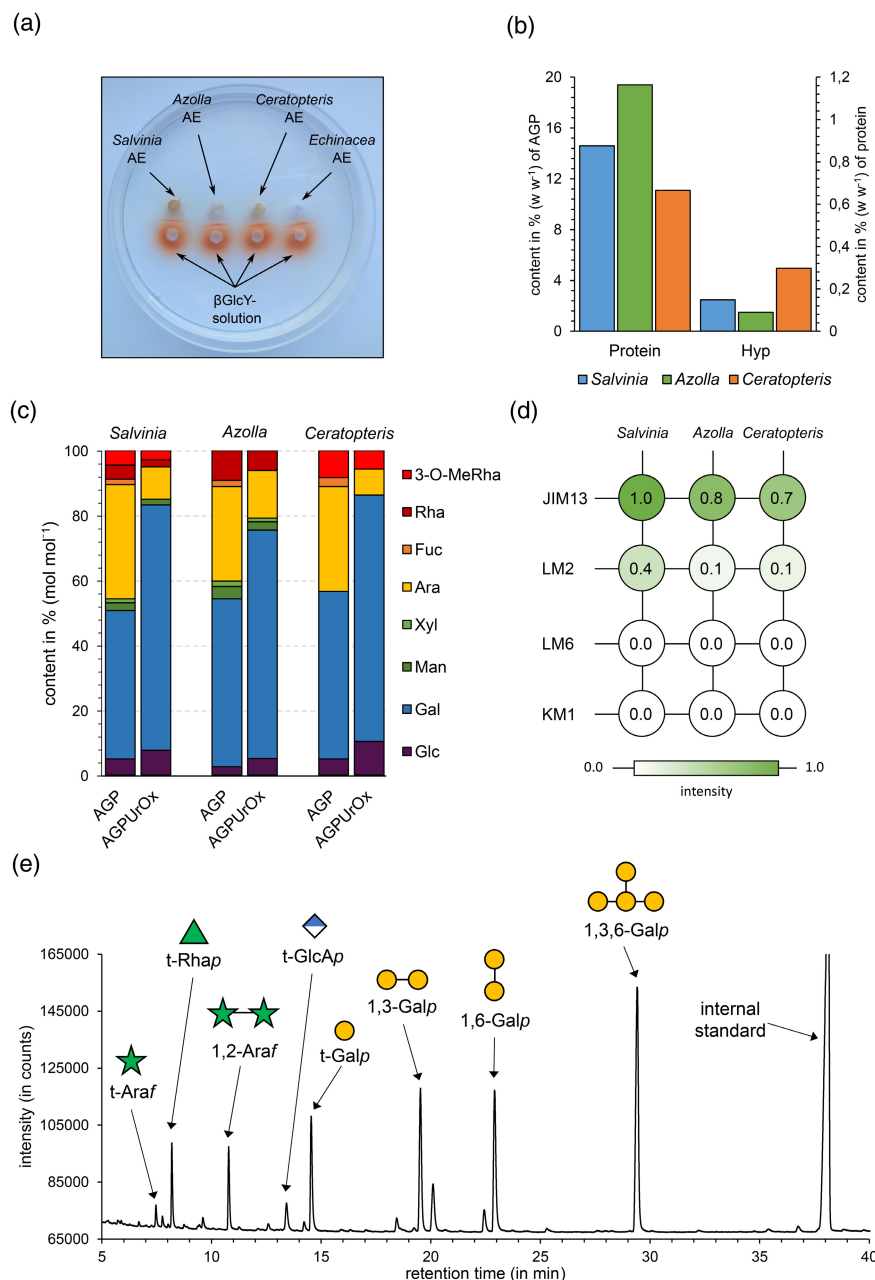 (a)
Azolla
AE
Ceratopteris
AE
Salvinia
AE
Echinacea
AE
βGlcY-
solution
(b)
content in % (w w⁻¹) of AGP
20
16
12
8
4
0
1,2
1
0,8
0,6
0,4
0,2
0
content in % (w w⁻¹) of protein
Protein
Hyp
Salvinia
Azolla
Ceratopteris
(c)
Salvinia
Azolla
Ceratopteris
content in % (mol mol⁻¹)
100
80
60
40
20
0
AGP
AGPUrOx
AGP
AGPUrOx
AGP
AGPUrOx
3-O-MeRha
Rha
Fuc
Ara
Xyl
Man
Gal
Glc
(d)
Salvinia
Azolla
Ceratopteris
JIM13 1.0 0.8 0.7
LM2 0.4 0.1 0.1
LM6 0.0 0.0 0.0
KM1 0.0 0.0 0.0
0.0 1.0
intensity
(e)
intensity (in counts)
165000
145000
125000
105000
85000
65000
t-Araf
t-Rhap
1,2-Araf
t-GlcAp
t-Galp
1,3-Galp
1,6-Galp
1,3,6-Galp
internal
standard
5 10 15 20 25 30 35 40
retention time (in min)